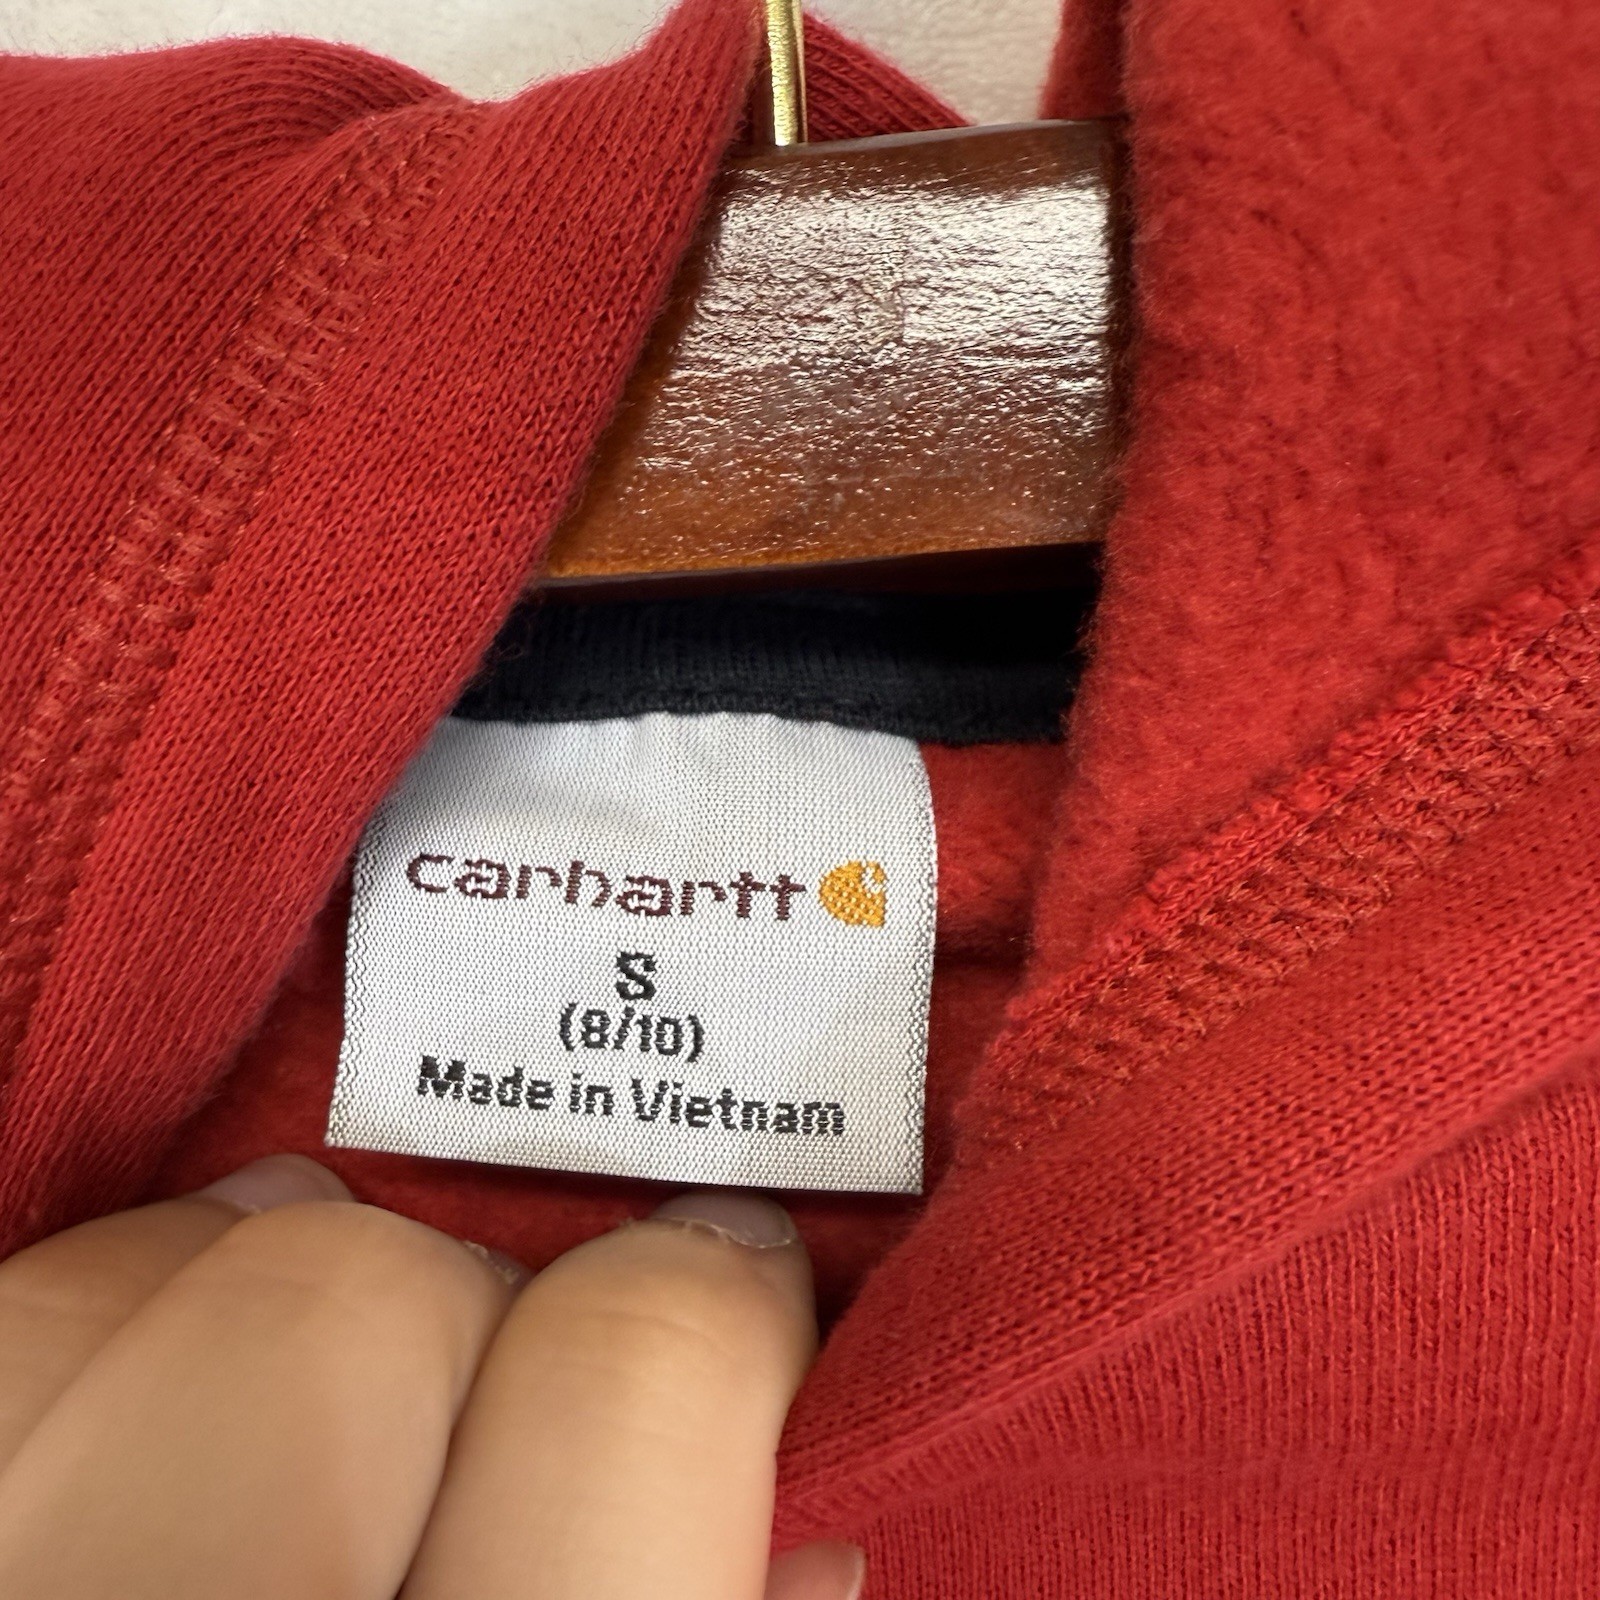 carhartt
S
(8/10)
Made in Vietnam